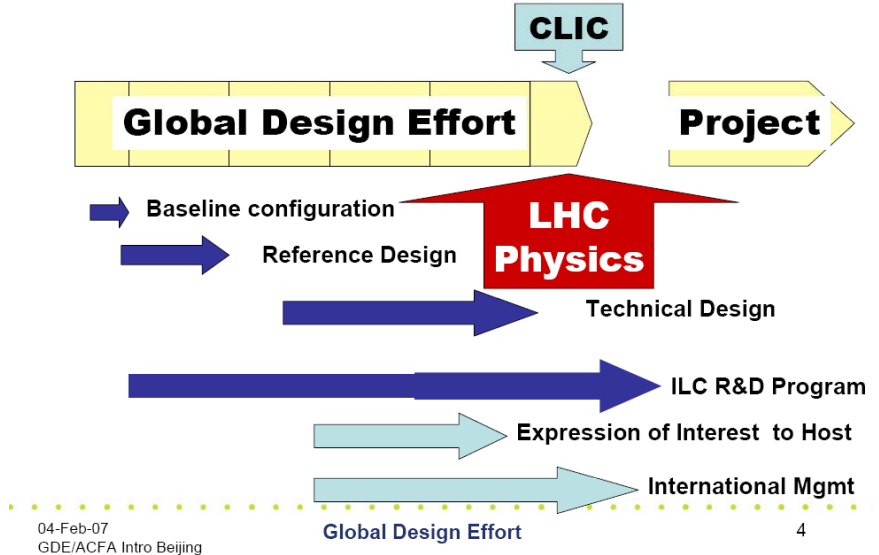 CLIC
Global Design Effort
Project
Baseline configuration
LHC
Physics
Reference Design
Technical Design
ILC R&D Program
Expression of Interest to Host
International Mgmt
04-Feb-07
GDE/ACFA Intro Beijing
Global Design Effort
4